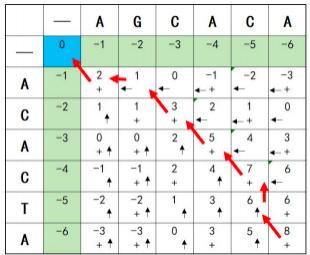 — A G C A C A
— 0 -1 -2 -3 -4 -5 -6
A -1 2 + 1 0 -1 -2 + -3 +
C -2 1 1 + 3 + 2 1 0
A -3 0 + 0 + 2 5 + 4 3 +
C -4 -1 -1 + 2 4 7 + 6
T -5 -2 -2 + 1 3 6 6 +
A -6 -3 + -3 + 0 3 + 5 8 +